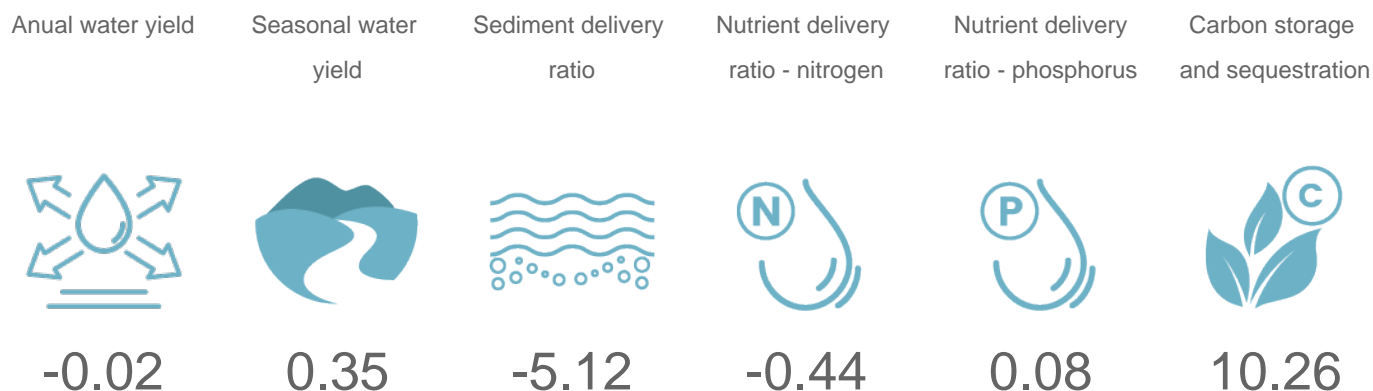 Anual water yield
Seasonal water
yield
Sediment delivery
ratio
Nutrient delivery
ratio - nitrogen
Nutrient delivery
ratio - phosphorus
Carbon storage
and sequestration
N
P
C
-0.02
0.35
-5.12
-0.44
0.08
10.26